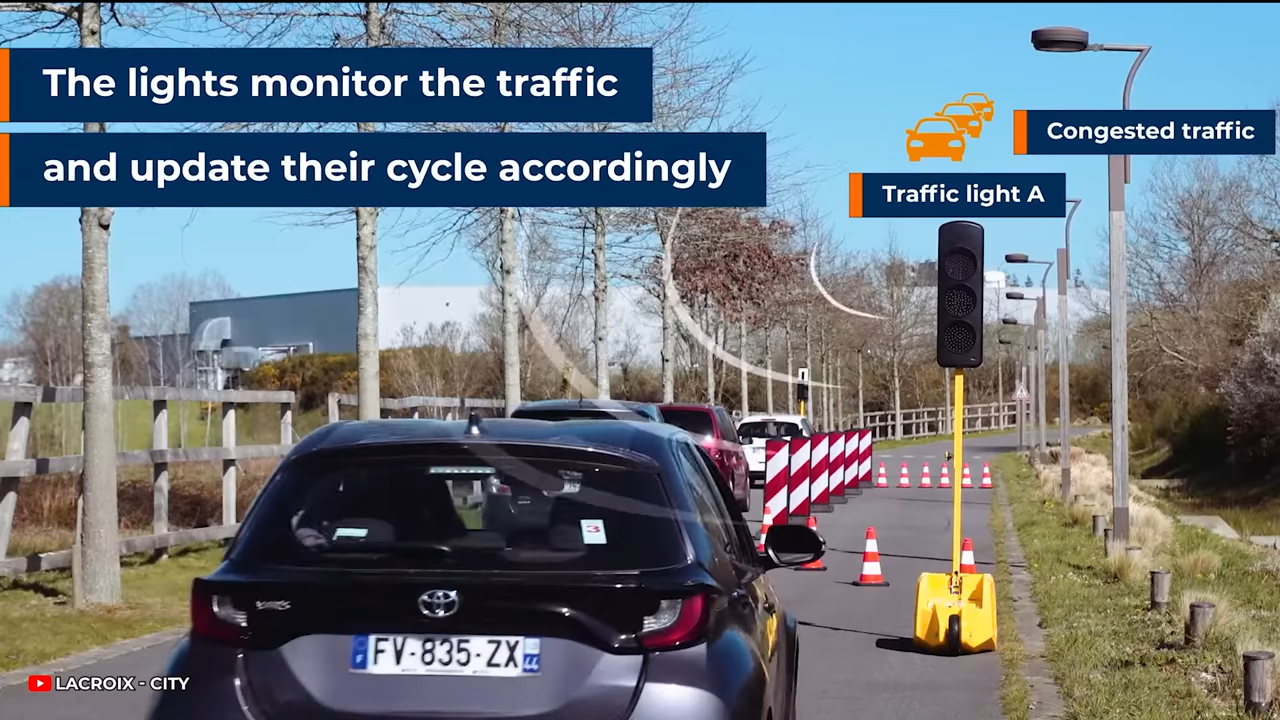 The lights monitor the traffic
and update their cycle accordingly
Congested traffic
Traffic light A
3
FV-835-ZX
F
44
LACROIX - CITY